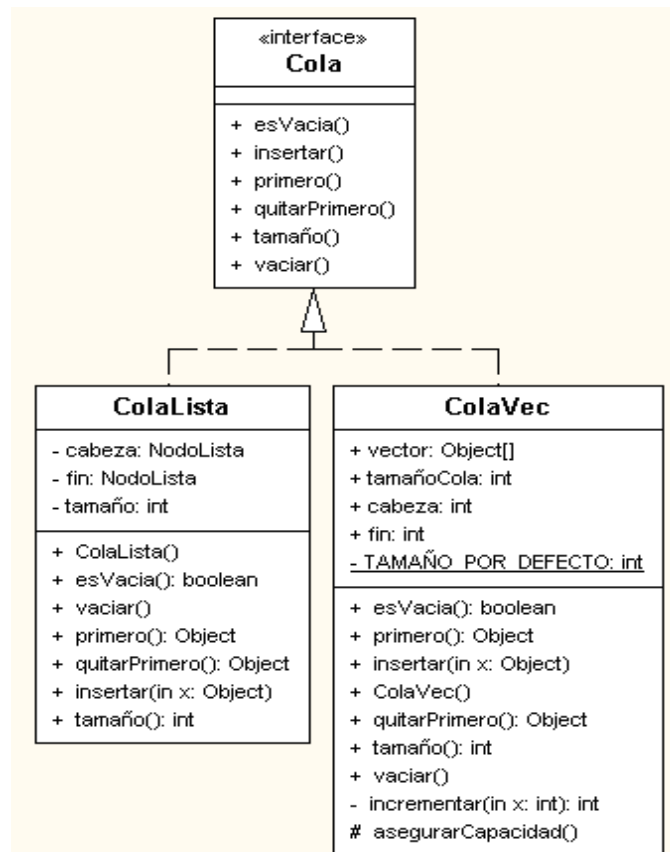 «interface»
Cola
+ esVacia()
+ insertar()
+ primero()
+ quitarPrimero()
+ tamaño()
+ vaciar()
ColaLista
- cabeza: NodoLista
- fin: NodoLista
- tamaño: int
+ ColaLista()
+ esVacia(): boolean
+ vaciar()
+ primero(): Object
+ quitarPrimero(): Object
+ insertar(in x: Object)
+ tamaño(): int
ColaVec
+ vector: Object[]
+ tamañoCola: int
+ cabeza: int
+ fin: int
- TAMAÑO_POR_DEFECTO: int
+ esVacia(): boolean
+ primero(): Object
+ insertar(in x: Object)
+ ColaVec()
+ quitarPrimero(): Object
+ tamaño(): int
+ vaciar()
- incrementar(in x: int): int
# asegurarCapacidad()